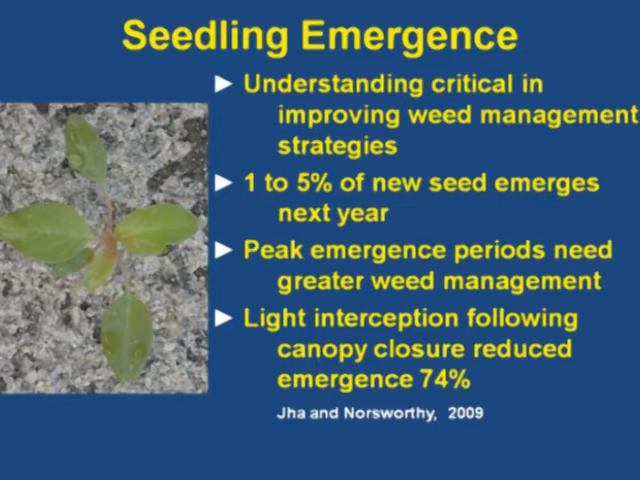 Seedling Emergence
► Understanding critical in
improving weed management
strategies
► 1 to 5% of new seed emerges
next year
► Peak emergence periods need
greater weed management
► Light interception following
canopy closure reduced
emergence 74%
Jha and Norsworthy, 2009